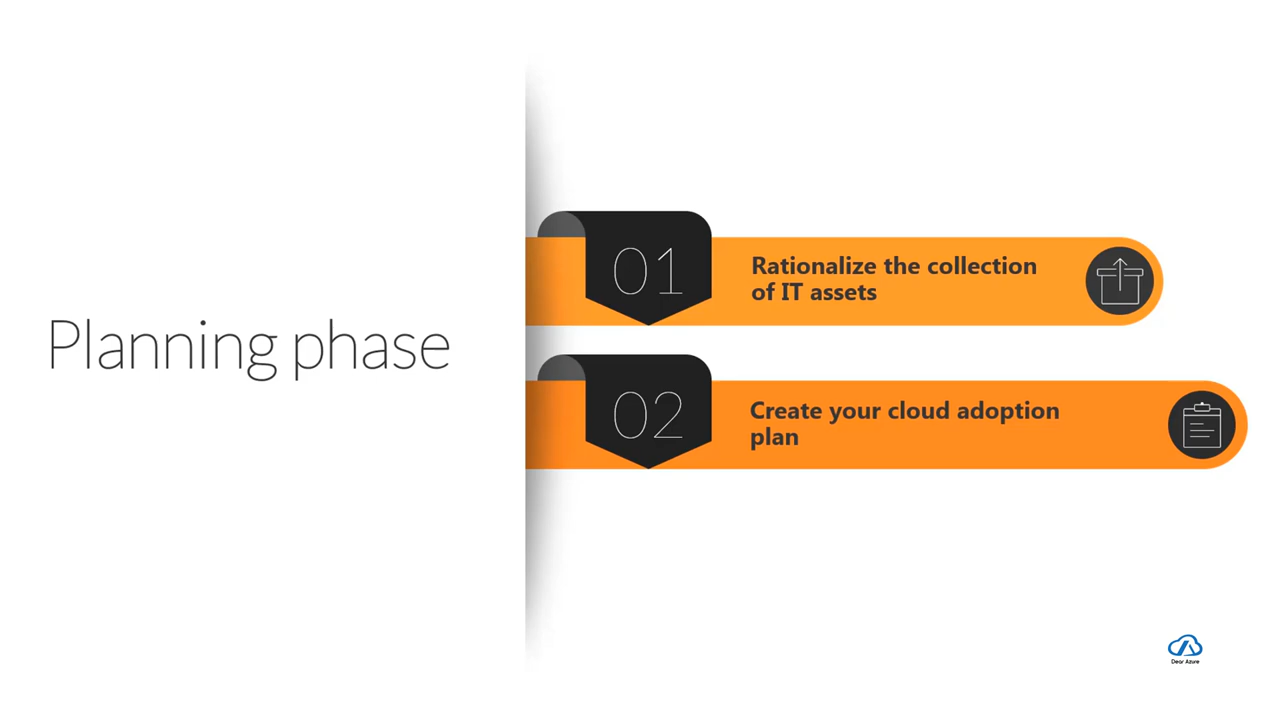 Planning phase
01
Rationalize the collection
of IT assets
02
Create your cloud adoption
plan
Dear Azure